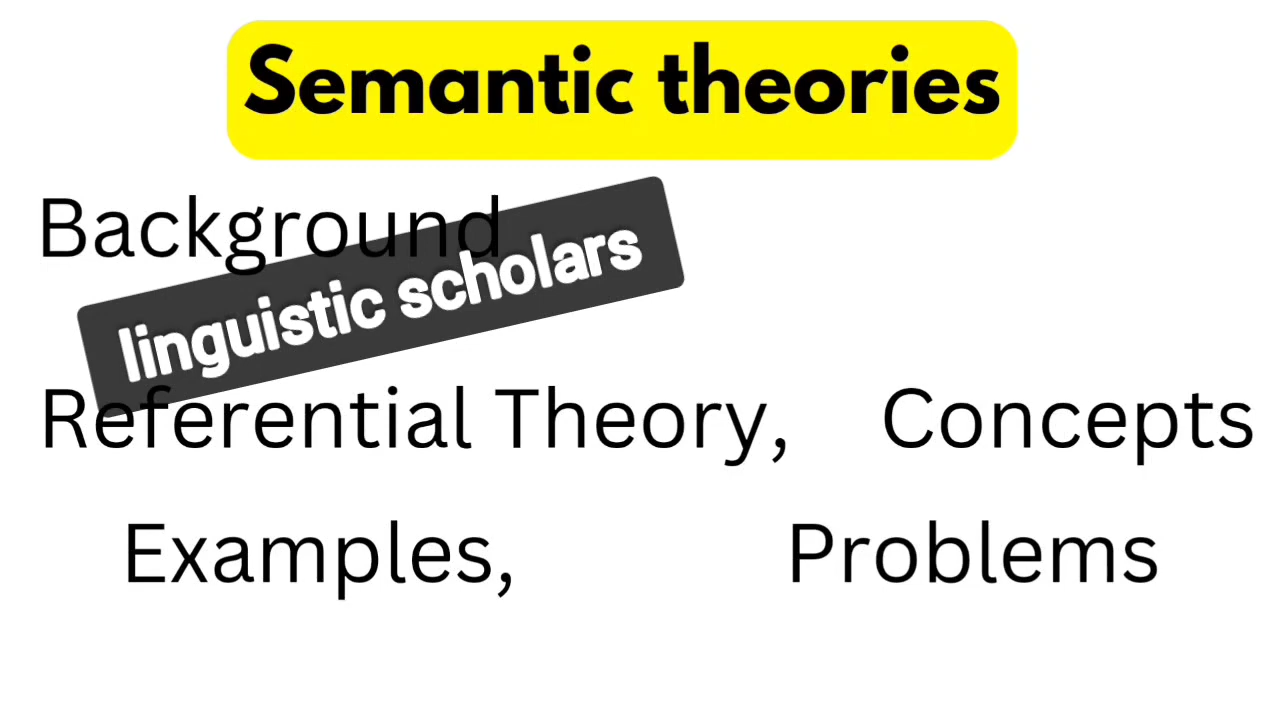 Semantic theories
Background
linguistic scholars
Referential Theory, Concepts
Examples, Problems